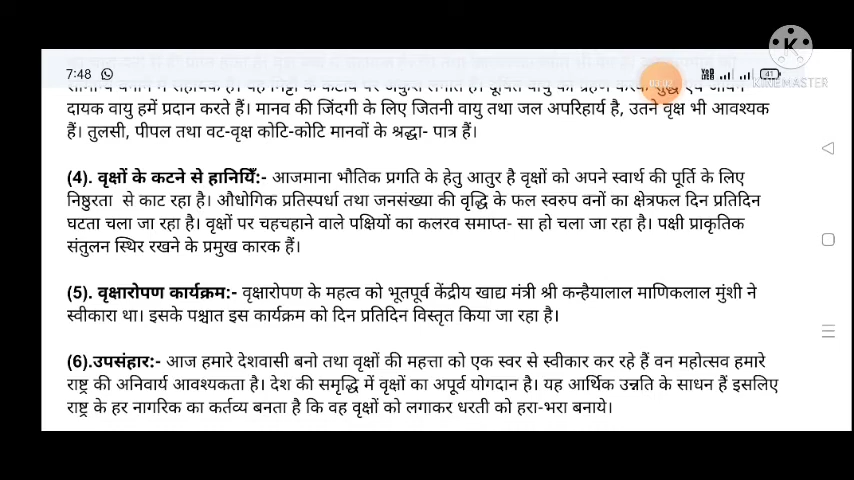 7:48
03:02
41
KINEMASTER
दायक वायु हमें प्रदान करते हैं। मानव की जिंदगी के लिए जितनी वायु तथा जल अपरिहार्य है, उतने वृक्ष भी आवश्यक
हैं। तुलसी, पीपल तथा वट-वृक्ष कोटि-कोटि मानवों के श्रद्धा- पात्र हैं।
(4). वृक्षों के कटने से हानियाँ:- आजमाना भौतिक प्रगति के हेतु आतुर है वृक्षों को अपने स्वार्थ की पूर्ति के लिए
निष्ठुरता से काट रहा है। औधोगिक प्रतिस्पर्धा तथा जनसंख्या की वृद्धि के फल स्वरुप वनों का क्षेत्रफल दिन प्रतिदिन
घटता चला जा रहा है। वृक्षों पर चहचहाने वाले पक्षियों का कलरव समाप्त- सा हो चला जा रहा है। पक्षी प्राकृतिक
संतुलन स्थिर रखने के प्रमुख कारक हैं।
(5). वृक्षारोपण कार्यक्रम:- वृक्षारोपण के महत्व को भूतपूर्व केंद्रीय खाद्य मंत्री श्री कन्हैयालाल माणिकलाल मुंशी ने
स्वीकारा था। इसके पश्चात इस कार्यक्रम को दिन प्रतिदिन विस्तृत किया जा रहा है।
(6).उपसंहार:- आज हमारे देशवासी बनो तथा वृक्षों की महत्ता को एक स्वर से स्वीकार कर रहे हैं वन महोत्सव हमारे
राष्ट्र की अनिवार्य आवश्यकता है। देश की समृद्धि में वृक्षों का अपूर्व योगदान है। यह आर्थिक उन्नति के साधन हैं इसलिए
राष्ट्र के हर नागरिक का कर्तव्य बनता है कि वह वृक्षों को लगाकर धरती को हरा-भरा बनाये।